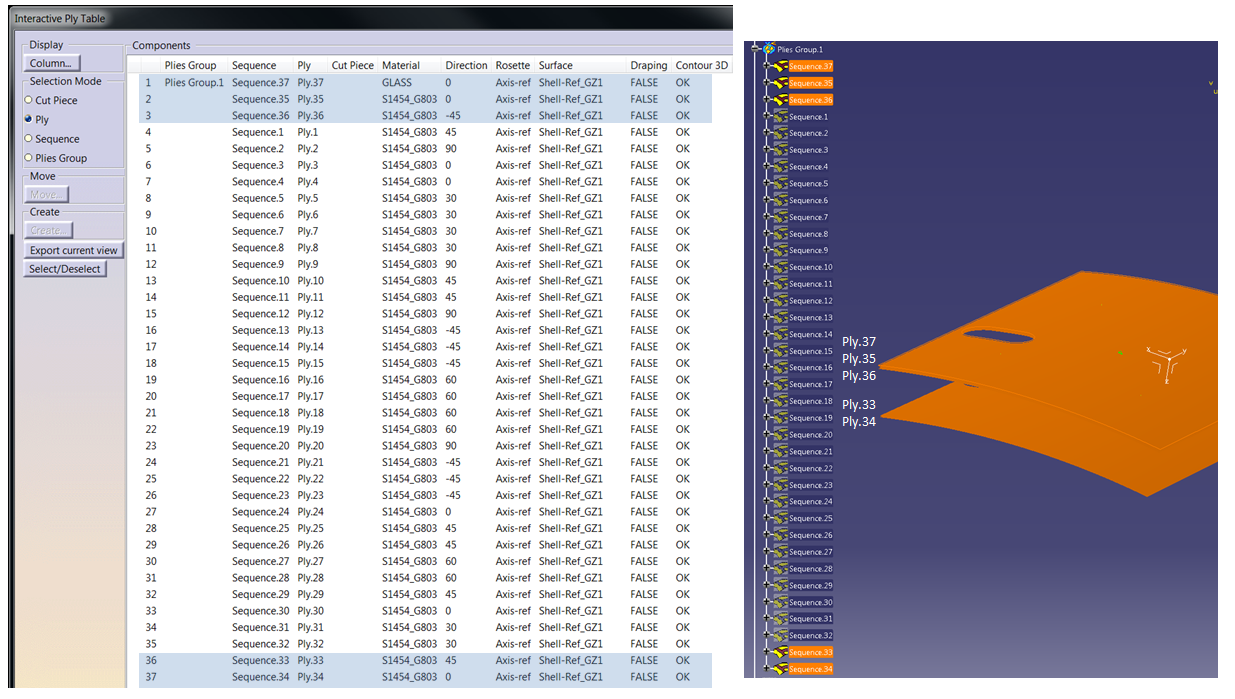 Interactive Ply Table
Display
Column...
Selection Mode
Cut Piece
Ply
Sequence
Plies Group
Move
Move...
Create
Create...
Export current view
Select/Deselect
Components
Plies Group Sequence Ply Cut Piece Material Direction Rosette Surface Draping Contour 3D
1 Plies Group.1 Sequence.37 Ply.37 GLASS 0 Axis-ref Shell-Ref_GZ1 FALSE OK
2 Sequence.35 Ply.35 S1454_G803 0 Axis-ref Shell-Ref_GZ1 FALSE OK
3 Sequence.36 Ply.36 S1454_G803 -45 Axis-ref Shell-Ref_GZ1 FALSE OK
4 Sequence.1 Ply.1 S1454_G803 45 Axis-ref Shell-Ref_GZ1 FALSE OK
5 Sequence.2 Ply.2 S1454_G803 90 Axis-ref Shell-Ref_GZ1 FALSE OK
6 Sequence.3 Ply.3 S1454_G803 0 Axis-ref Shell-Ref_GZ1 FALSE OK
7 Sequence.4 Ply.4 S1454_G803 0 Axis-ref Shell-Ref_GZ1 FALSE OK
8 Sequence.5 Ply.5 S1454_G803 30 Axis-ref Shell-Ref_GZ1 FALSE OK
9 Sequence.6 Ply.6 S1454_G803 30 Axis-ref Shell-Ref_GZ1 FALSE OK
10 Sequence.7 Ply.7 S1454_G803 30 Axis-ref Shell-Ref_GZ1 FALSE OK
11 Sequence.8 Ply.8 S1454_G803 30 Axis-ref Shell-Ref_GZ1 FALSE OK
12 Sequence.9 Ply.9 S1454_G803 90 Axis-ref Shell-Ref_GZ1 FALSE OK
13 Sequence.10 Ply.10 S1454_G803 45 Axis-ref Shell-Ref_GZ1 FALSE OK
14 Sequence.11 Ply.11 S1454_G803 45 Axis-ref Shell-Ref_GZ1 FALSE OK
15 Sequence.12 Ply.12 S1454_G803 90 Axis-ref Shell-Ref_GZ1 FALSE OK
16 Sequence.13 Ply.13 S1454_G803 -45 Axis-ref Shell-Ref_GZ1 FALSE OK
17 Sequence.14 Ply.14 S1454_G803 -45 Axis-ref Shell-Ref_GZ1 FALSE OK
18 Sequence.15 Ply.15 S1454_G803 -45 Axis-ref Shell-Ref_GZ1 FALSE OK
19 Sequence.16 Ply.16 S1454_G803 60 Axis-ref Shell-Ref_GZ1 FALSE OK
20 Sequence.17 Ply.17 S1454_G803 60 Axis-ref Shell-Ref_GZ1 FALSE OK
21 Sequence.18 Ply.18 S1454_G803 60 Axis-ref Shell-Ref_GZ1 FALSE OK
22 Sequence.19 Ply.19 S1454_G803 60 Axis-ref Shell-Ref_GZ1 FALSE OK
23 Sequence.20 Ply.20 S1454_G803 90 Axis-ref Shell-Ref_GZ1 FALSE OK
24 Sequence.21 Ply.21 S1454_G803 -45 Axis-ref Shell-Ref_GZ1 FALSE OK
25 Sequence.22 Ply.22 S1454_G803 -45 Axis-ref Shell-Ref_GZ1 FALSE OK
26 Sequence.23 Ply.23 S1454_G803 -45 Axis-ref Shell-Ref_GZ1 FALSE OK
27 Sequence.24 Ply.24 S1454_G803 0 Axis-ref Shell-Ref_GZ1 FALSE OK
28 Sequence.25 Ply.25 S1454_G803 45 Axis-ref Shell-Ref_GZ1 FALSE OK
29 Sequence.26 Ply.26 S1454_G803 45 Axis-ref Shell-Ref_GZ1 FALSE OK
30 Sequence.27 Ply.27 S1454_G803 60 Axis-ref Shell-Ref_GZ1 FALSE OK
31 Sequence.28 Ply.28 S1454_G803 60 Axis-ref Shell-Ref_GZ1 FALSE OK
32 Sequence.29 Ply.29 S1454_G803 45 Axis-ref Shell-Ref_GZ1 FALSE OK
33 Sequence.30 Ply.30 S1454_G803 0 Axis-ref Shell-Ref_GZ1 FALSE OK
34 Sequence.31 Ply.31 S1454_G803 30 Axis-ref Shell-Ref_GZ1 FALSE OK
35 Sequence.32 Ply.32 S1454_G803 30 Axis-ref Shell-Ref_GZ1 FALSE OK
36 Sequence.33 Ply.33 S1454_G803 45 Axis-ref Shell-Ref_GZ1 FALSE OK
37 Sequence.34 Ply.34 S1454_G803 0 Axis-ref Shell-Ref_GZ1 FALSE OK
Plies Group.1
Sequence.37
Sequence.35
Sequence.36
Sequence.1
Sequence.2
Sequence.3
Sequence.4
Sequence.5
Sequence.6
Sequence.7
Sequence.8
Sequence.9
Sequence.10
Sequence.11
Sequence.12
Sequence.13
Sequence.14
Sequence.15
Sequence.16
Sequence.17
Sequence.18
Sequence.19
Sequence.20
Sequence.21
Sequence.22
Sequence.23
Sequence.24
Sequence.25
Sequence.26
Sequence.27
Sequence.28
Sequence.29
Sequence.30
Sequence.31
Sequence.32
Sequence.33
Sequence.34
Ply.37
Ply.35
Ply.36
Ply.33
Ply.34
x y
z
v
u